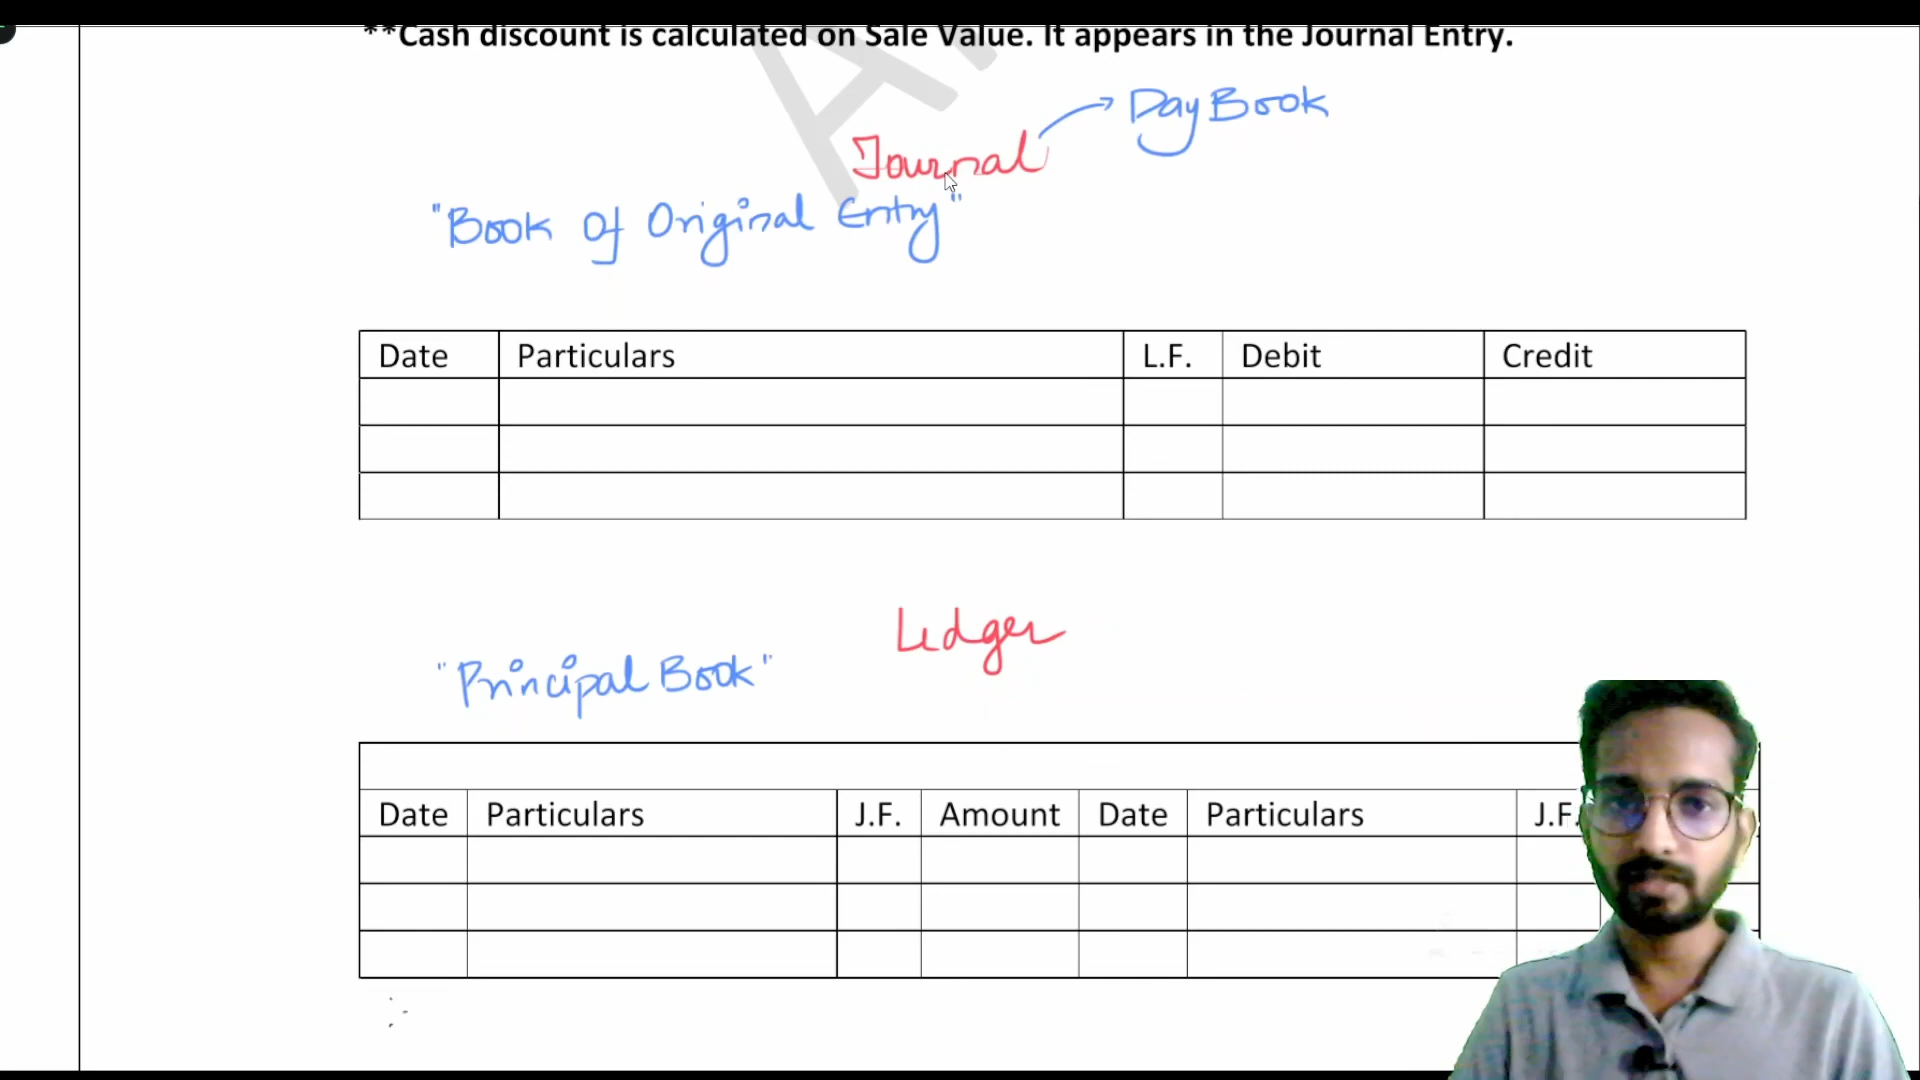 **Cash discount is calculated on Sale Value. It appears in the Journal Entry.
Day Book
Journal
"Book Of Original Entry"
Date Particulars L.F. Debit Credit
Ledger
"Principal Book"
Date Particulars J.F. Amount Date Particulars J.F.